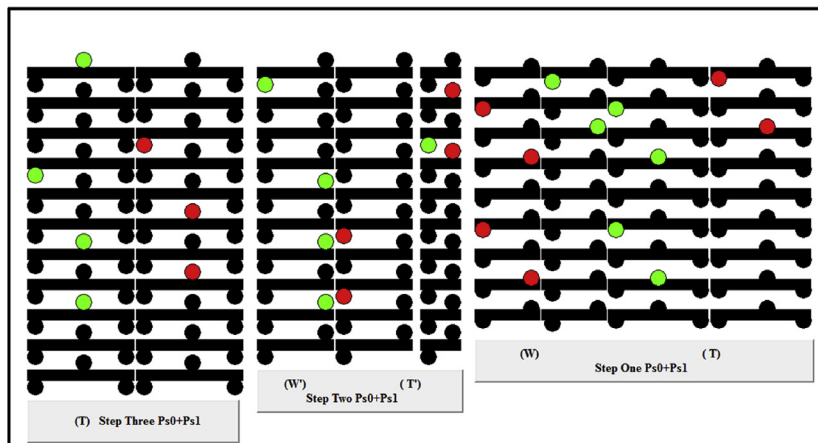 (T) Step Three Ps0+Ps1
(W') ( T')
Step Two Ps0+Ps1
(W) ( T)
Step One Ps0+Ps1